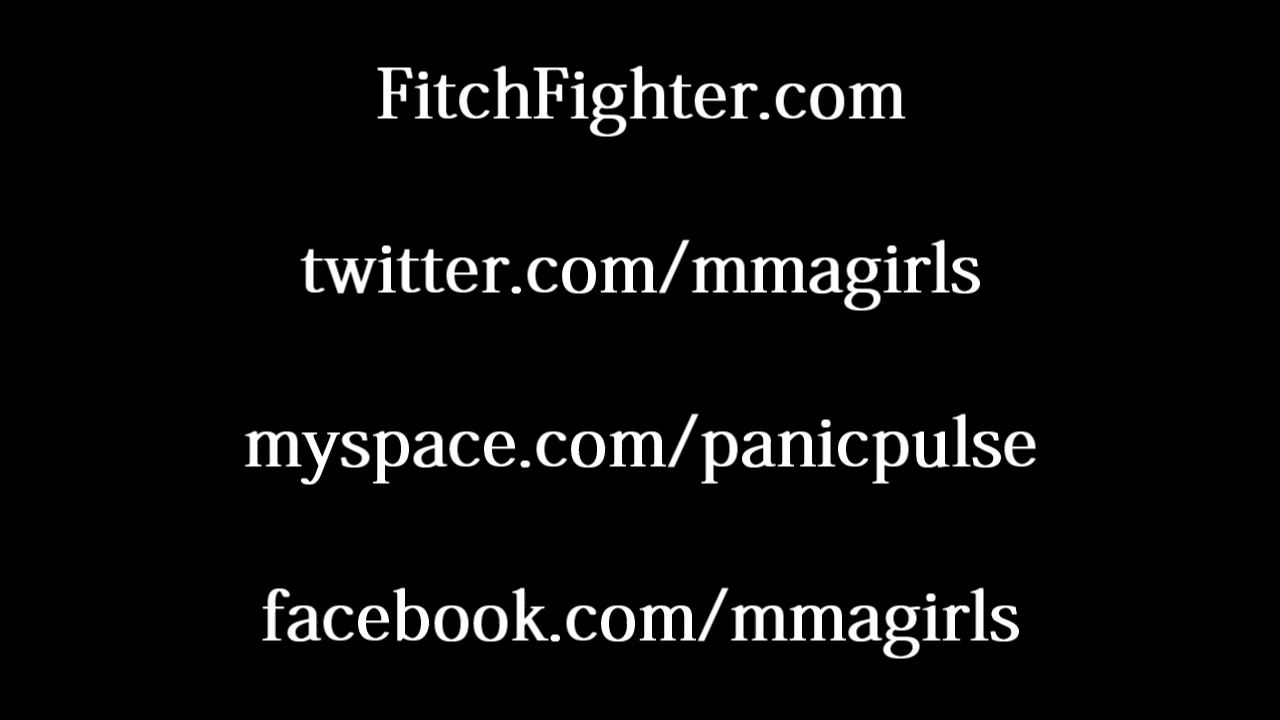 FitchFighter.com
twitter.com/mmagirls
myspace.com/panicpulse
facebook.com/mmagirls